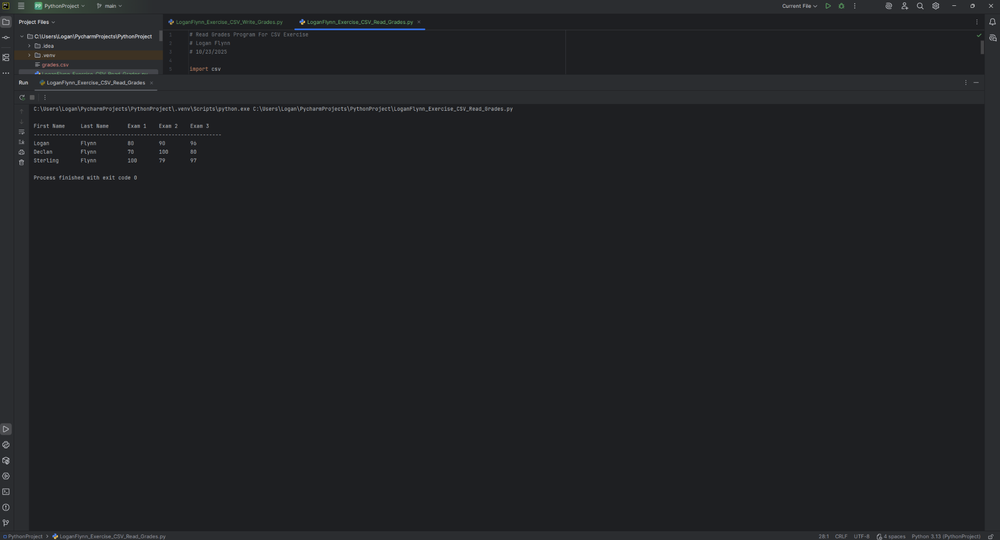 PC
PP PythonProject
main
Current File
Project Files
LoganFlynn_Exercise_CSV_Write_Grades.py
LoganFlynn_Exercise_CSV_Read_Grades.py
C:\Users\Logan\PycharmProjects\PythonProject
.idea
.venv
grades.csv
LoganFlynn_Exercise_CSV_Read_Grades.py
1 # Read Grades Program For CSV Exercise
2 # Logan Flynn
3 # 10/23/2025
4
5 import csv
Run
LoganFlynn_Exercise_CSV_Read_Grades
C:\Users\Logan\PycharmProjects\PythonProject\.venv\Scripts\python.exe C:\Users\Logan\PycharmProjects\PythonProject\LoganFlynn_Exercise_CSV_Read_Grades.py
First Name     Last Name      Exam 1    Exam 2    Exam 3
------------------------------------------------------------
Logan          Flynn          80        90        96
Declan         Flynn          70        100       80
Sterling       Flynn          100       79        97
Process finished with exit code 0
PythonProject > LoganFlynn_Exercise_CSV_Read_Grades.py
28:1 CRLF UTF-8 4 spaces Python 3.13 (PythonProject)